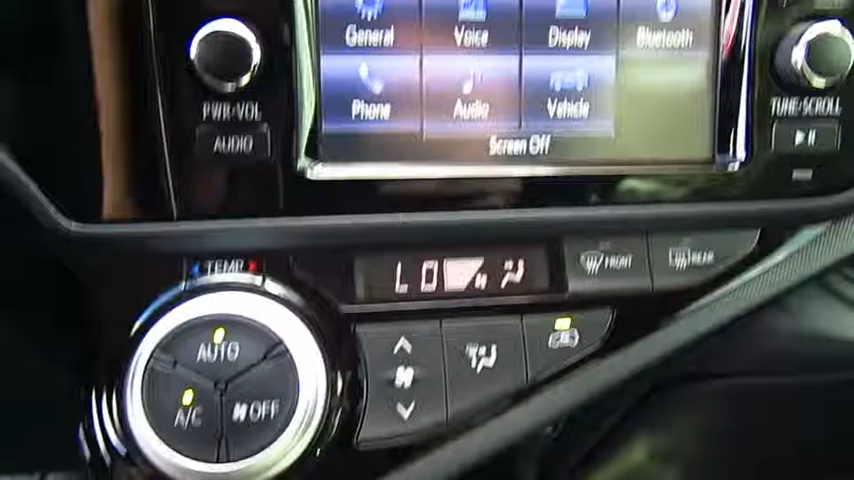 General Voice Display Bluetooth
PWR·VOL
Phone Audio Vehicle
TUNE·SCROLL
AUDIO
Screen Off
TEMP
LO
FRONT
REAR
AUTO
A/C
OFF